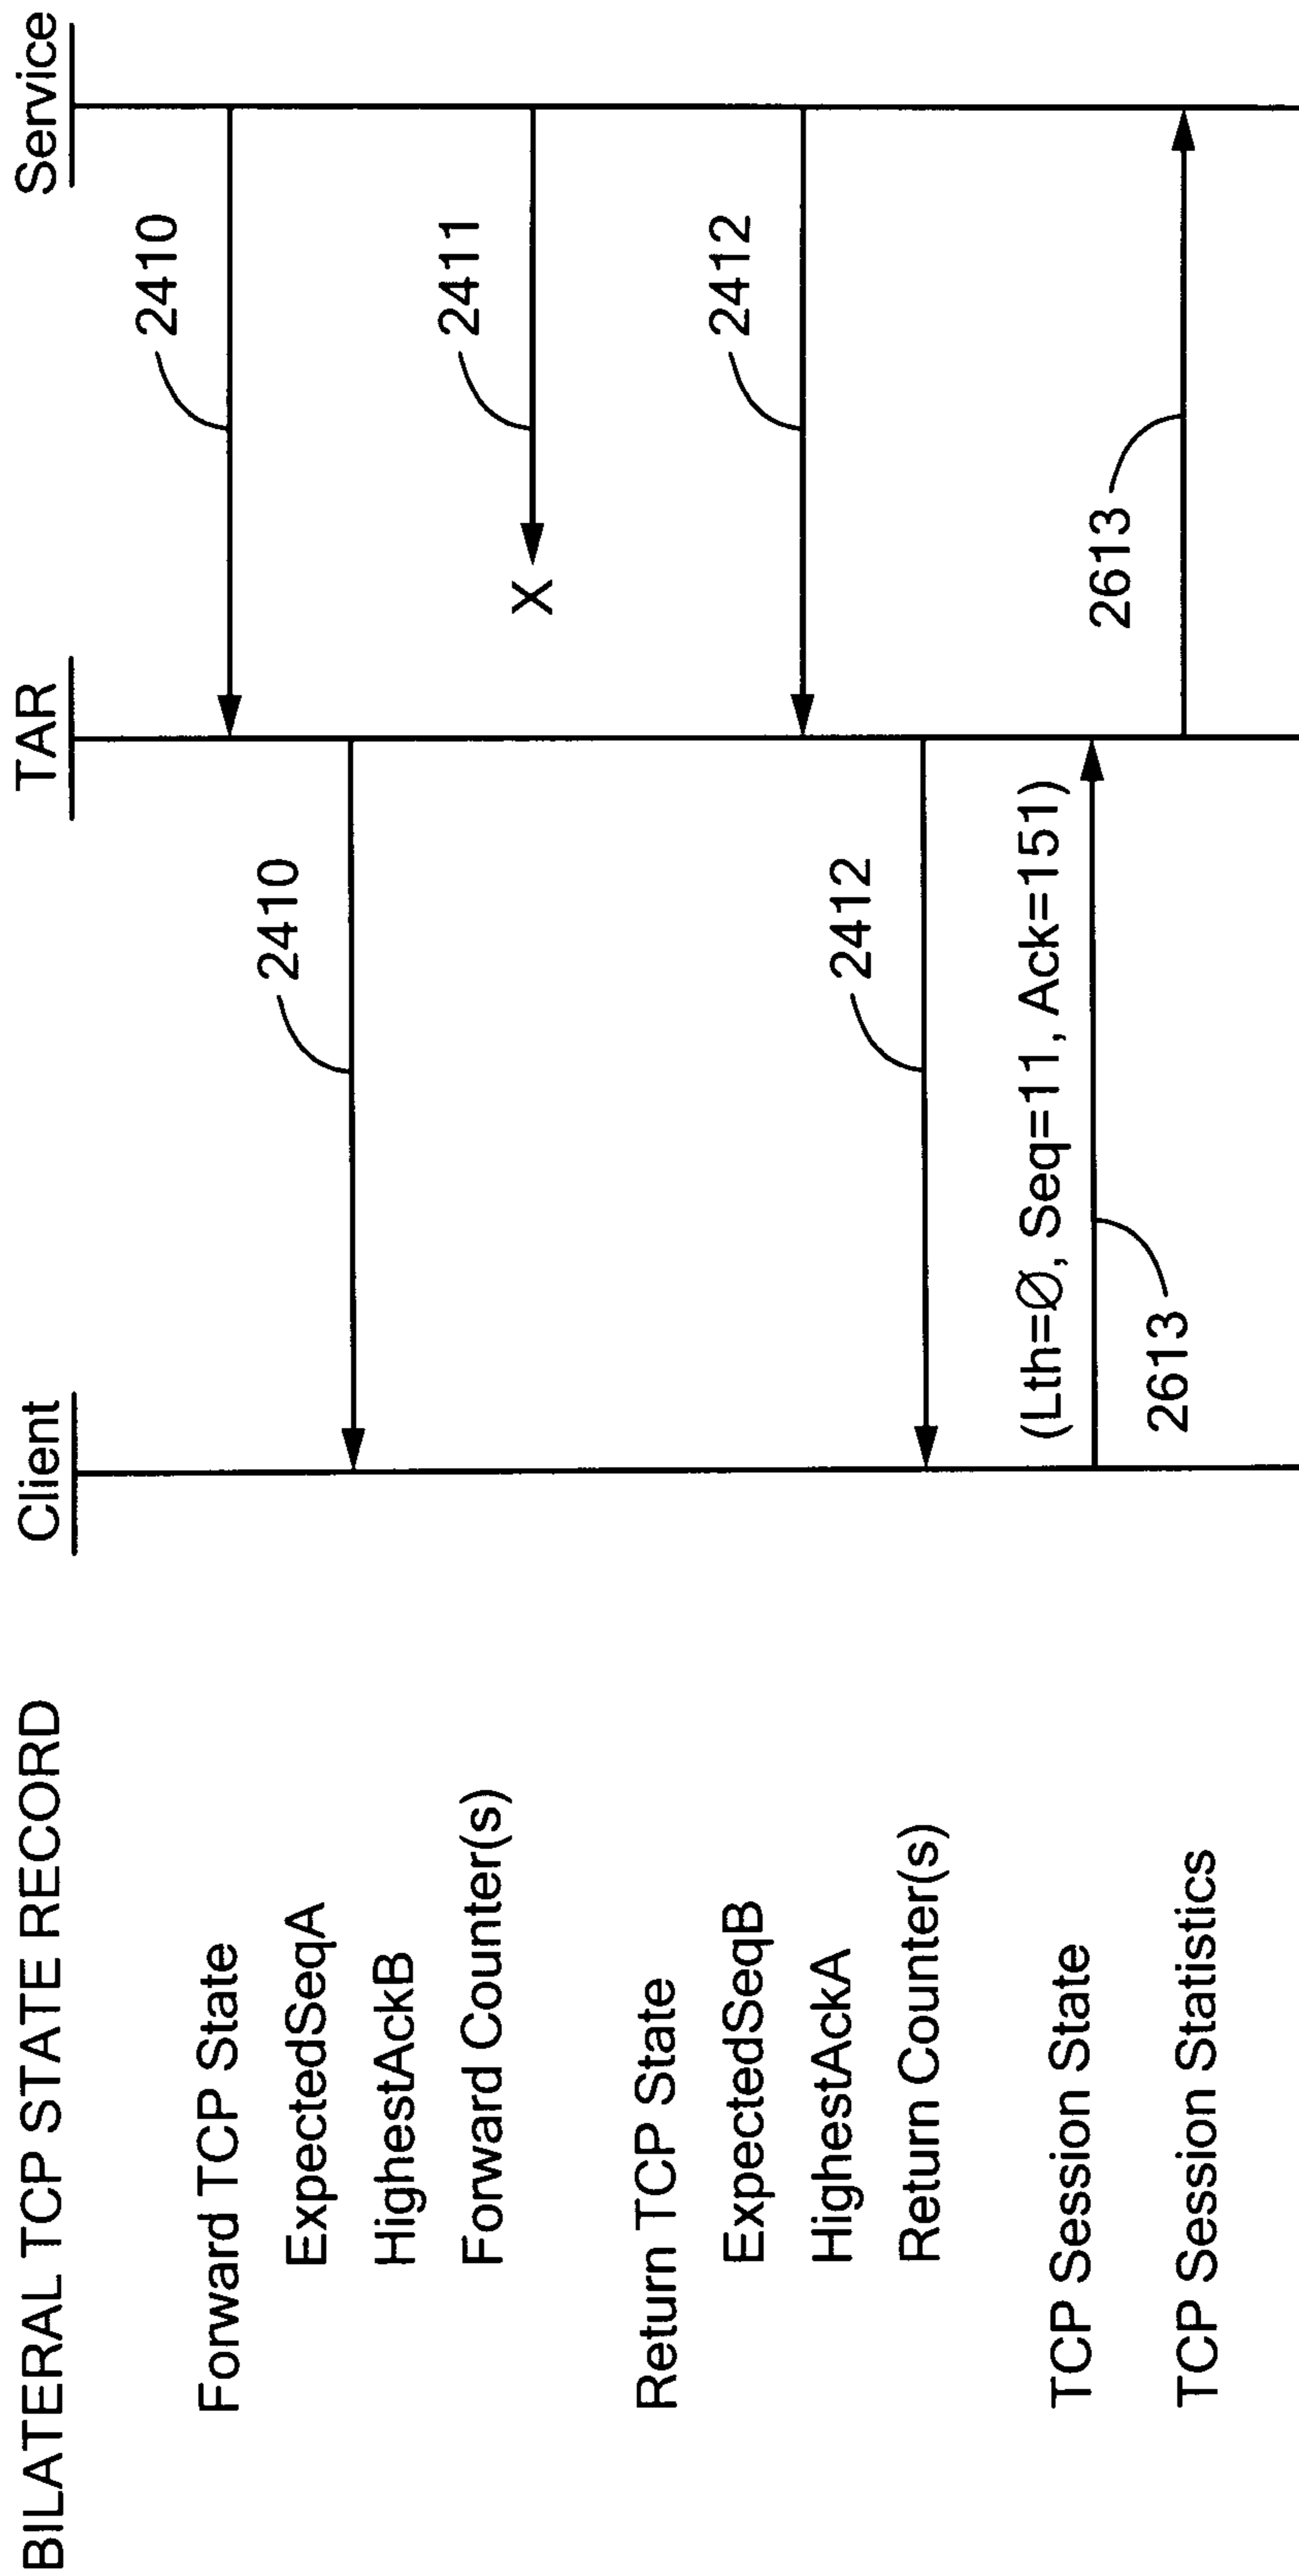 BILATERAL TCP STATE RECORD
Forward TCP State
ExpectedSeqA
HighestAckB
Forward Counter(s)
Return TCP State
ExpectedSeqB
HighestAckA
Return Counter(s)
TCP Session State
TCP Session Statistics
Client
TAR
Service
2410
2410
2411
X
2412
2412
(Lth=Ø, Seq=11, Ack=151)
2613
2613